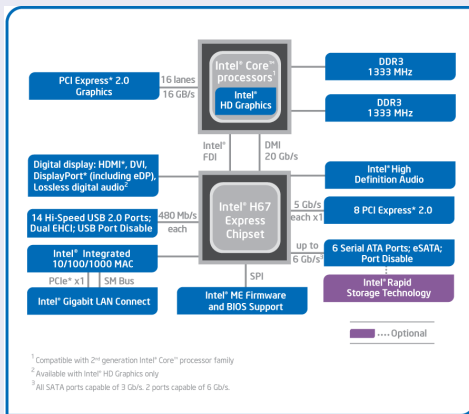 PCI Express* 2.0
Graphics
16 lanes
16 GB/s
Intel® Core™
processors¹
Intel®
HD Graphics
DDR3
1333 MHz
DDR3
1333 MHz
Intel®
FDI
DMI
20 Gb/s
Digital display: HDMI*, DVI,
DisplayPort* (including eDP),
Lossless digital audio²
Intel® High
Definition Audio
Intel® H67
Express
Chipset
14 Hi-Speed USB 2.0 Ports;
Dual EHCI; USB Port Disable
480 Mb/s
each
5 Gb/s
each x1
8 PCI Express* 2.0
Intel® Integrated
10/100/1000 MAC
up to
6 Gb/s³
6 Serial ATA Ports; eSATA;
Port Disable
PCIe* x1
SM Bus
SPI
Intel® Rapid
Storage Technology
Intel® Gigabit LAN Connect
Intel® ME Firmware
and BIOS Support
.... Optional
¹ Compatible with 2ⁿᵈ generation Intel® Core™ processor family
² Available with Intel® HD Graphics only
³ All SATA ports capable of 3 Gb/s. 2 ports capable of 6 Gb/s.